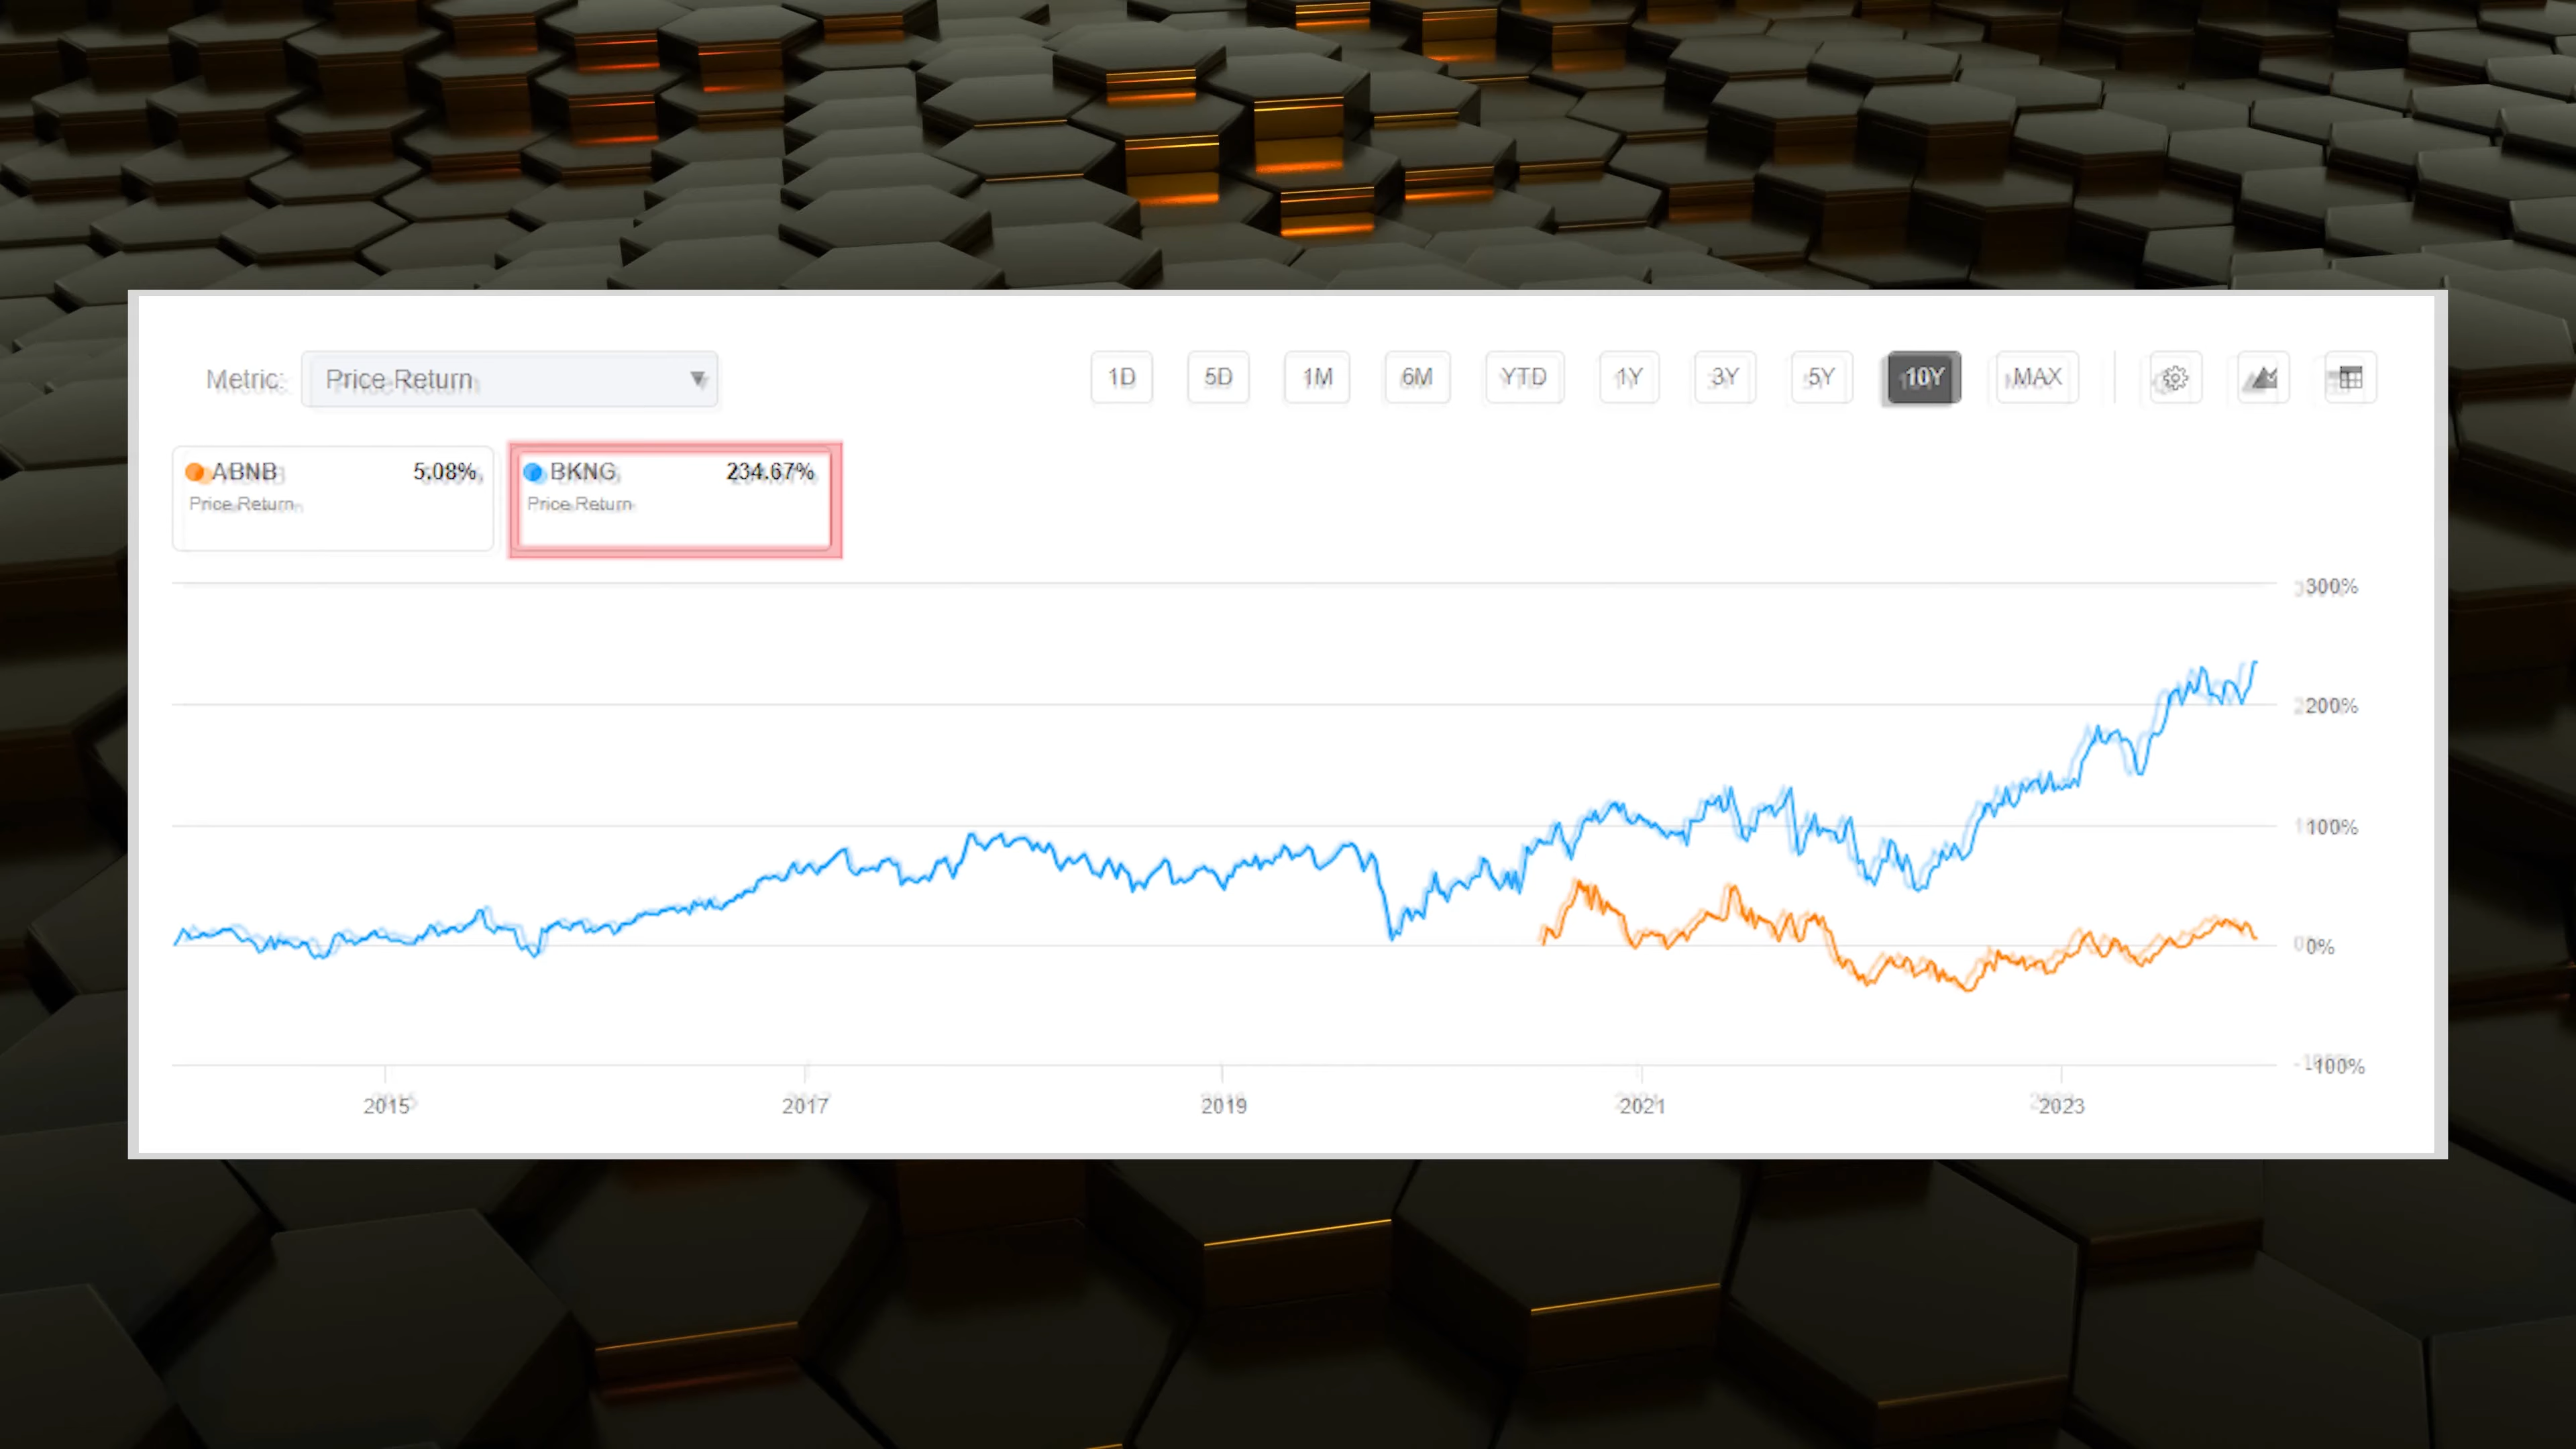 Metric: Price Return 1D 5D 1M 6M YTD 1Y 3Y 5Y 10Y MAX
ABNB 5.08% BKNG 234.67%
Price Return Price Return
300%
200%
100%
0%
-100%
2015 2017 2019 2021 2023